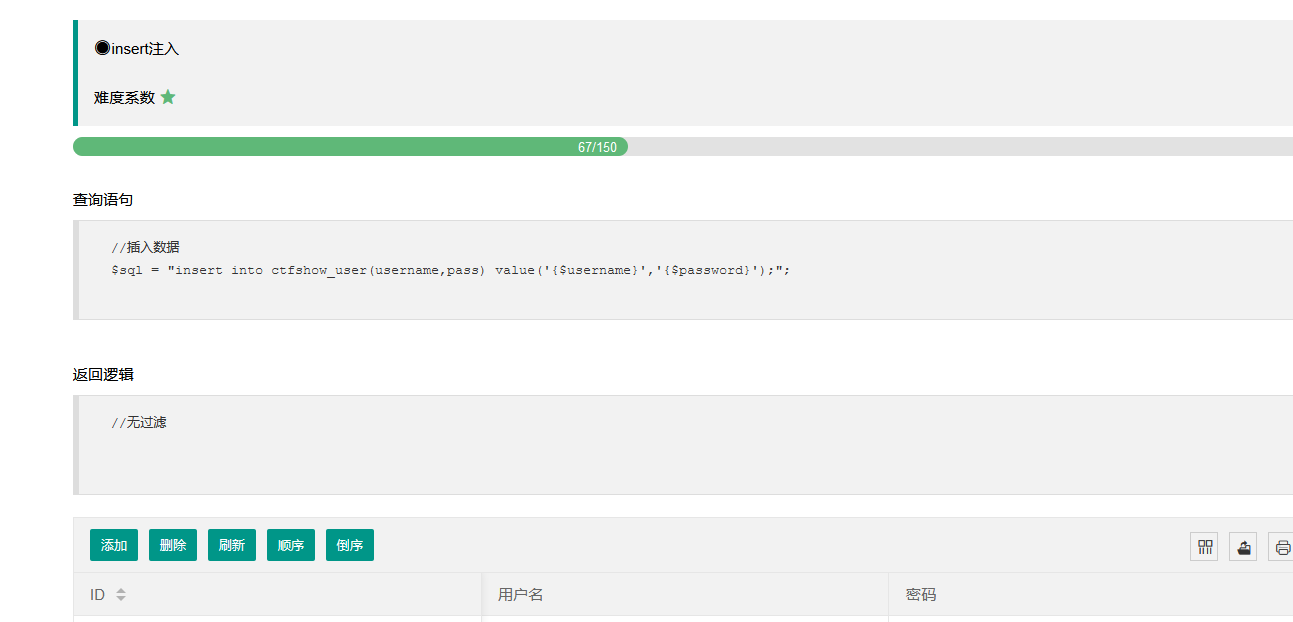 insert注入
难度系数
67/150
查询语句
//插入数据
$sql = "insert into ctfshow_user(username,pass) value('{$username}','{$password}');";
返回逻辑
//无过滤
添加 删除 刷新 顺序 倒序
ID 用户名 密码